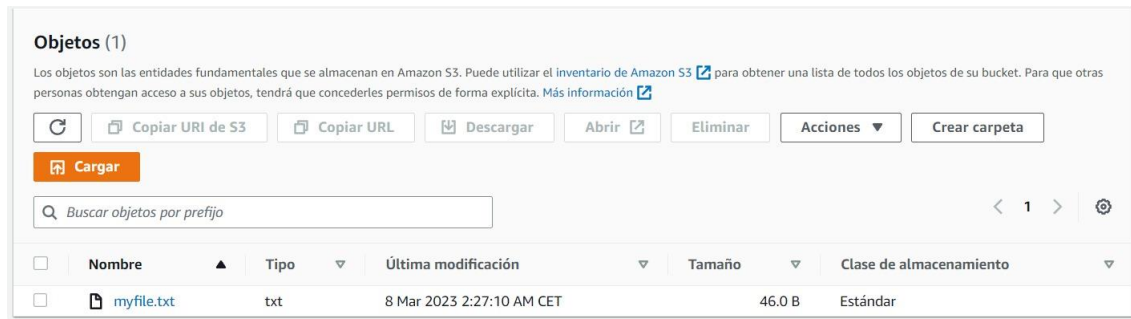 Objetos (1)
Los objetos son las entidades fundamentales que se almacenan en Amazon S3. Puede utilizar el inventario de Amazon S3 para obtener una lista de todos los objetos de su bucket. Para que otras
personas obtengan acceso a sus objetos, tendrá que concederles permisos de forma explícita. Más información
Copiar URI de S3 Copiar URL Descargar Abrir Eliminar Acciones Crear carpeta
Cargar
Buscar objetos por prefijo 1
Nombre Tipo Última modificación Tamaño Clase de almacenamiento
myfile.txt txt 8 Mar 2023 2:27:10 AM CET 46.0 B Estándar